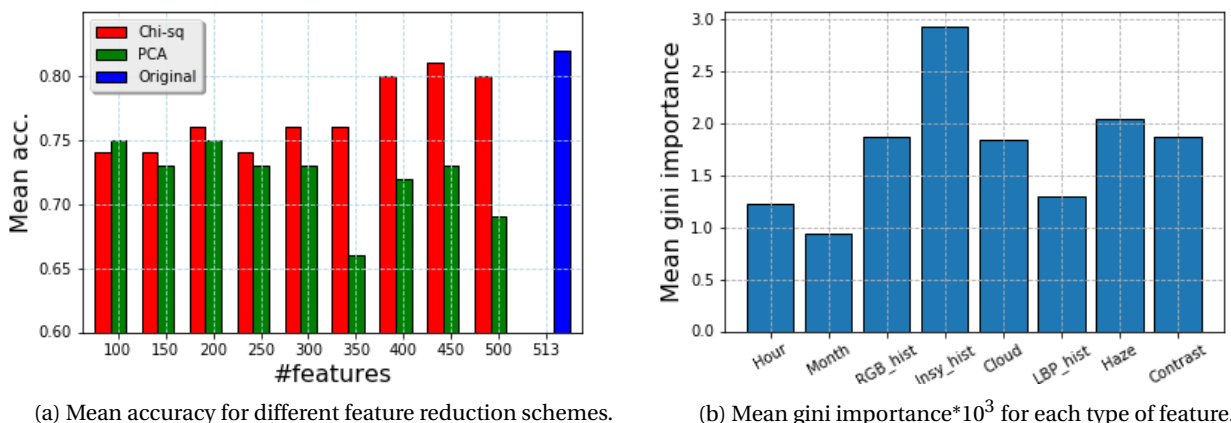 Chi-sq
PCA
Original
Mean acc.
0.80
0.75
0.70
0.65
0.60
100 150 200 250 300 350 400 450 500 513
#features
(a) Mean accuracy for different feature reduction schemes.
Mean gini importance
3.0
2.5
2.0
1.5
1.0
0.5
0.0
Hour Month RGB_hist Insy_hist Cloud LBP_hist Haze Contrast
(b) Mean gini importance*10³ for each type of feature.